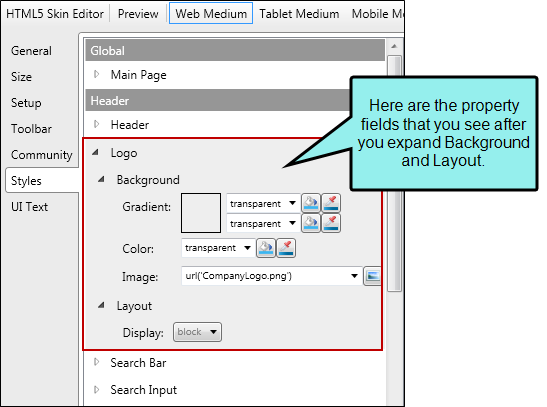 HTML5 Skin Editor Preview Web Medium Tablet Medium Mobile Me
General
Size
Setup
Toolbar
Community
Styles
UI Text
Global
Main Page
Header
Header
Logo
Background
Gradient: transparent
transparent
Color: transparent
Image: url('CompanyLogo.png')
Layout
Display: block
Search Bar
Search Input
Here are the property
fields that you see after
you expand Background
and Layout.